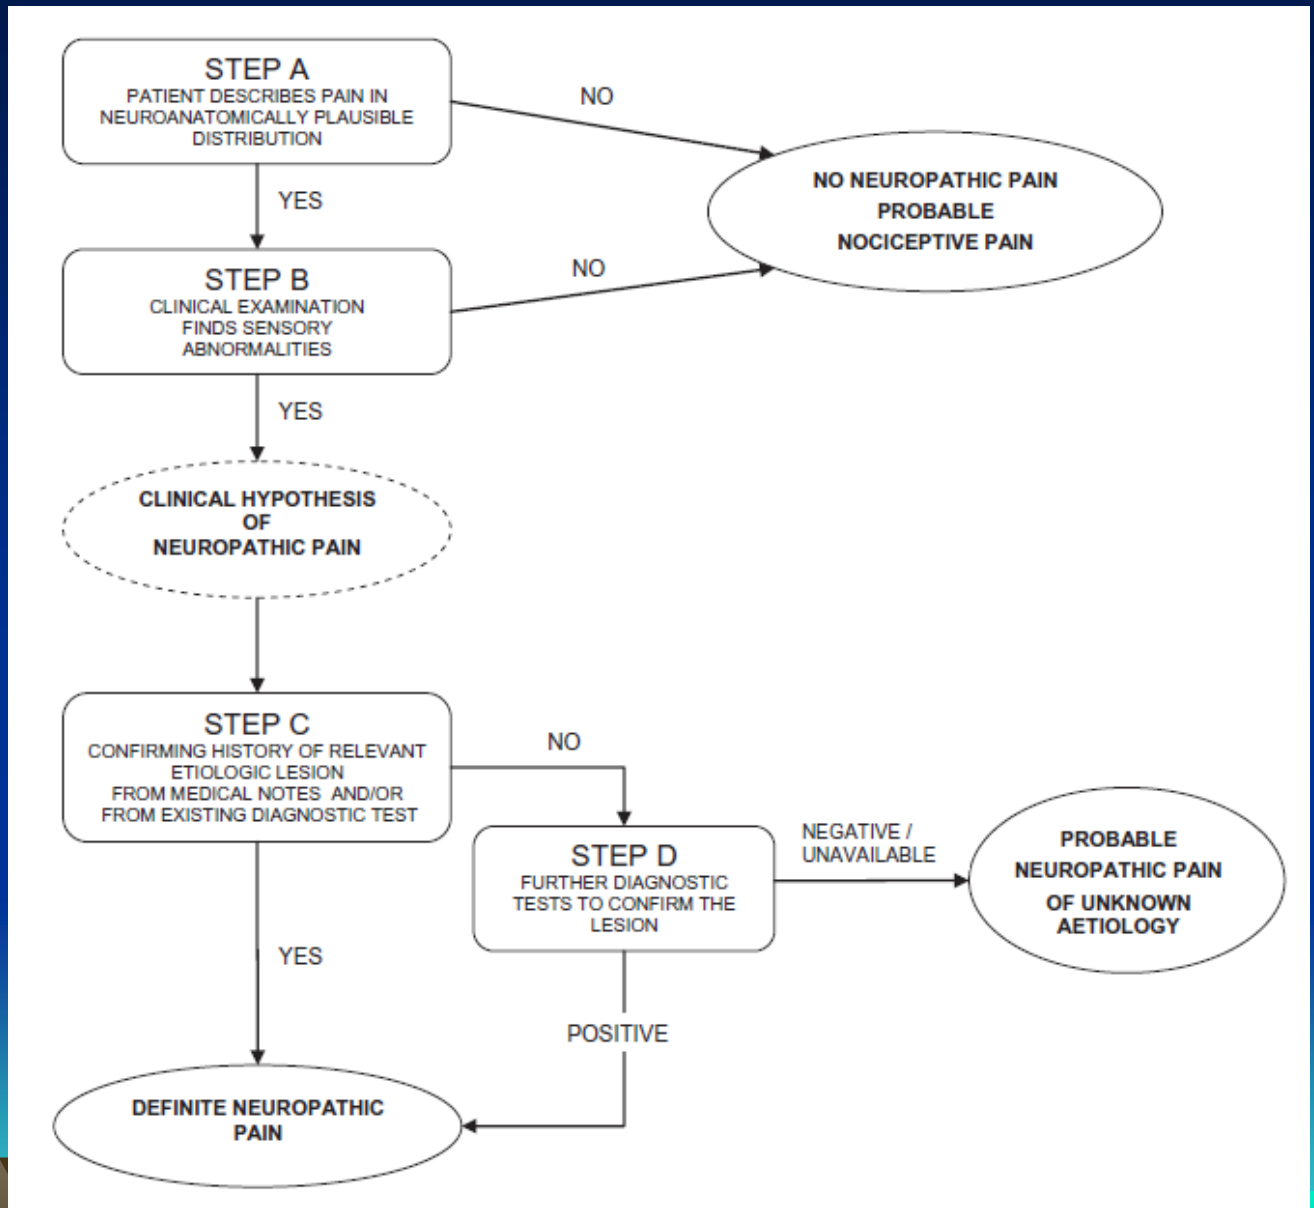 STEP A
PATIENT DESCRIBES PAIN IN
NEUROANATOMICALLY PLAUSIBLE
DISTRIBUTION
NO
NO NEUROPATHIC PAIN
PROBABLE
NOCICEPTIVE PAIN
YES
STEP B
CLINICAL EXAMINATION
FINDS SENSORY
ABNORMALITIES
NO
YES
CLINICAL HYPOTHESIS
OF
NEUROPATHIC PAIN
STEP C
CONFIRMING HISTORY OF RELEVANT
ETIOLOGIC LESION
FROM MEDICAL NOTES AND/OR
FROM EXISTING DIAGNOSTIC TEST
NO
STEP D
FURTHER DIAGNOSTIC
TESTS TO CONFIRM THE
LESION
NEGATIVE /
UNAVAILABLE
PROBABLE
NEUROPATHIC PAIN
OF UNKNOWN
AETIOLOGY
YES
POSITIVE
DEFINITE NEUROPATHIC
PAIN